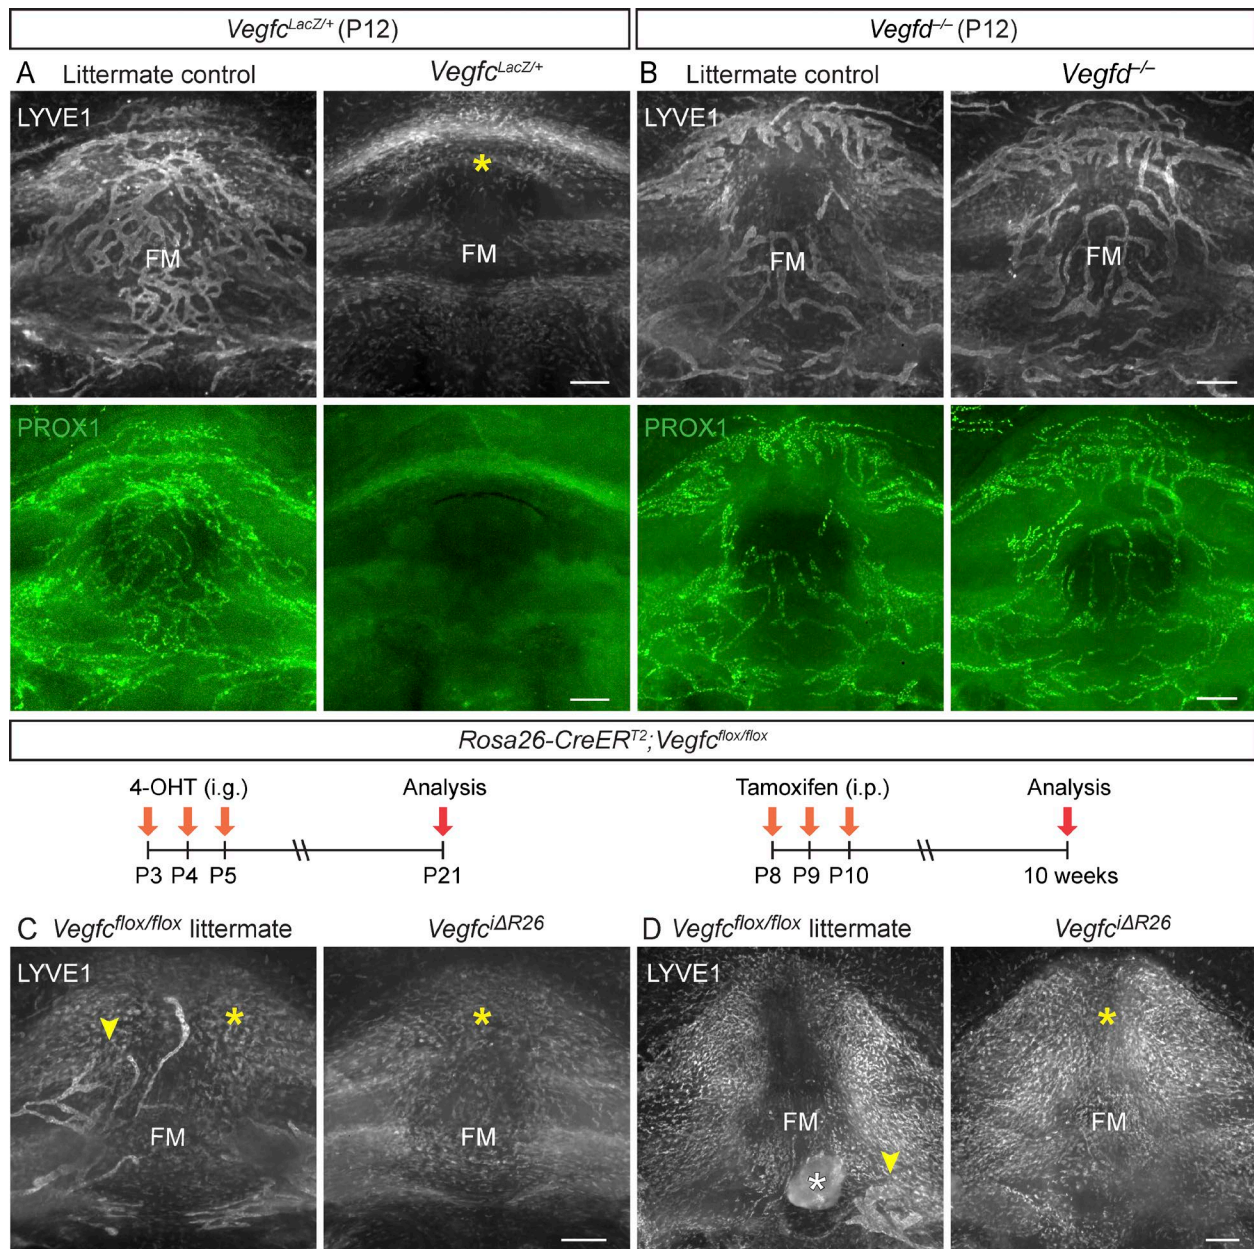 Vegfc^LacZ/+ (P12)
Vegfd^–/– (P12)
A Littermate control
Vegfc^LacZ/+
B Littermate control
Vegfd^–/–
LYVE1
*
FM
FM
LYVE1
FM
FM
PROX1
PROX1
Rosa26-CreER^T2;Vegfc^flox/flox
4-OHT (i.g.)
Analysis
Tamoxifen (i.p.)
Analysis
P3 P4 P5
P21
P8 P9 P10
10 weeks
C Vegfc^flox/flox littermate
Vegfc^iΔR26
D Vegfc^flox/flox littermate
Vegfc^iΔR26
LYVE1
*
*
FM
FM
LYVE1
*
FM
*
FM